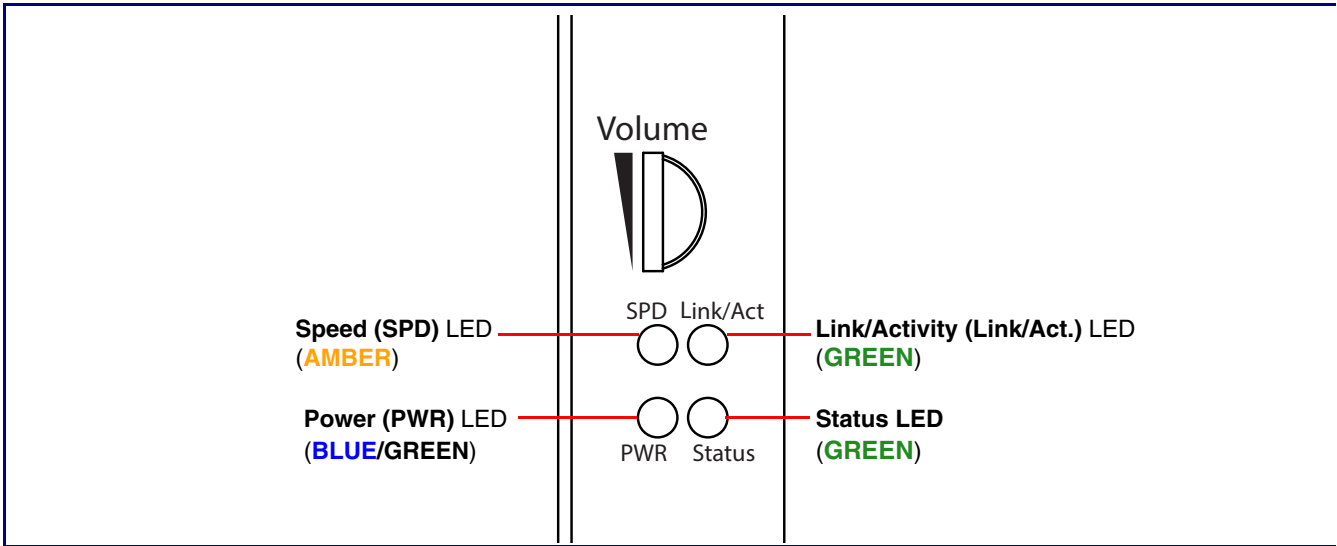 Volume
SPD Link/Act
Speed (SPD) LED
(AMBER)
Link/Activity (Link/Act.) LED
(GREEN)
Power (PWR) LED
(BLUE/GREEN)
Status LED
(GREEN)
PWR Status